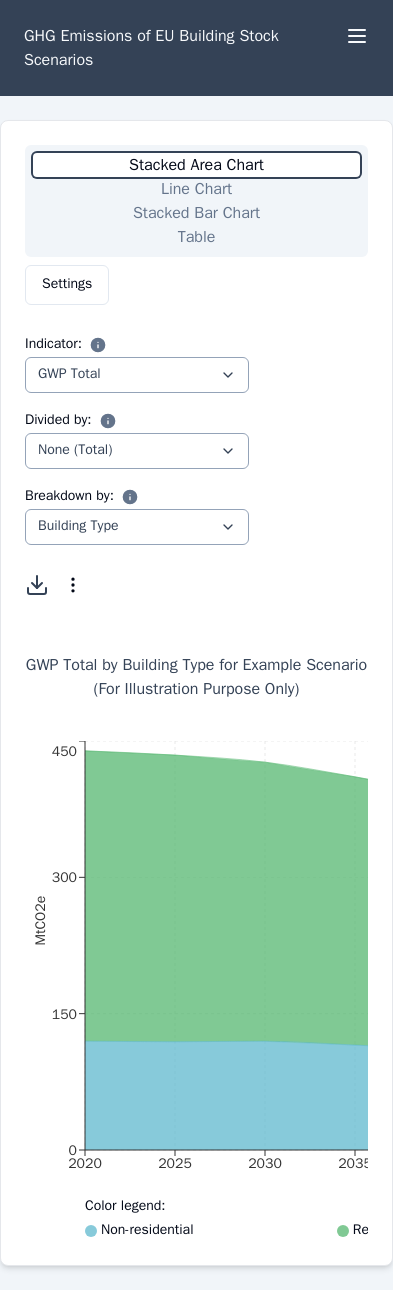 GHG Emissions of EU Building Stock
Scenarios
Stacked Area Chart
Line Chart
Stacked Bar Chart
Table
Settings
Indicator:
GWP Total
Divided by:
None (Total)
Breakdown by:
Building Type
GWP Total by Building Type for Example Scenario
(For Illustration Purpose Only)
450
300
150
0
MtCO2e
2020 2025 2030 2035
Color legend:
Non-residential Re